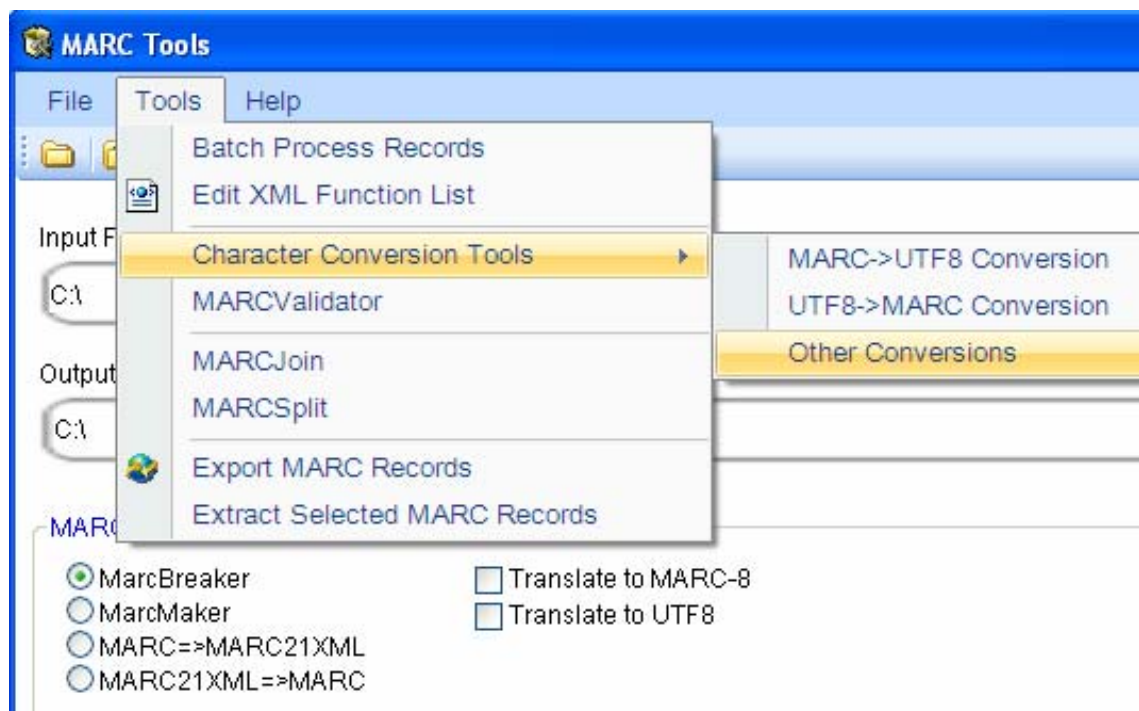 MARC Tools
File Tools Help
Batch Process Records
Edit XML Function List
Input F
Character Conversion Tools
MARC->UTF8 Conversion
C:\
MARCValidator
UTF8->MARC Conversion
Other Conversions
MARCJoin
Output
MARCSplit
C:\
Export MARC Records
Extract Selected MARC Records
MARC
MarcBreaker Translate to MARC-8
MarcMaker Translate to UTF8
MARC=>MARC21XML
MARC21XML=>MARC